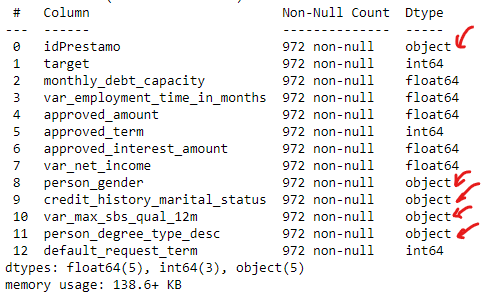 #   Column                          Non-Null Count  Dtype
---  ------                          --------------  -----
0   idPrestamo                      972 non-null    object
1   target                          972 non-null    int64
2   monthly_debt_capacity           972 non-null    float64
3   var_employment_time_in_months   972 non-null    float64
4   approved_amount                 972 non-null    float64
5   approved_term                   972 non-null    int64
6   approved_interest_amount        972 non-null    float64
7   var_net_income                  972 non-null    float64
8   person_gender                   972 non-null    object
9   credit_history_marital_status   972 non-null    object
10  var_max_sbs_qual_12m            972 non-null    object
11  person_degree_type_desc         972 non-null    object
12  default_request_term            972 non-null    int64
dtypes: float64(5), int64(3), object(5)
memory usage: 138.6+ KB